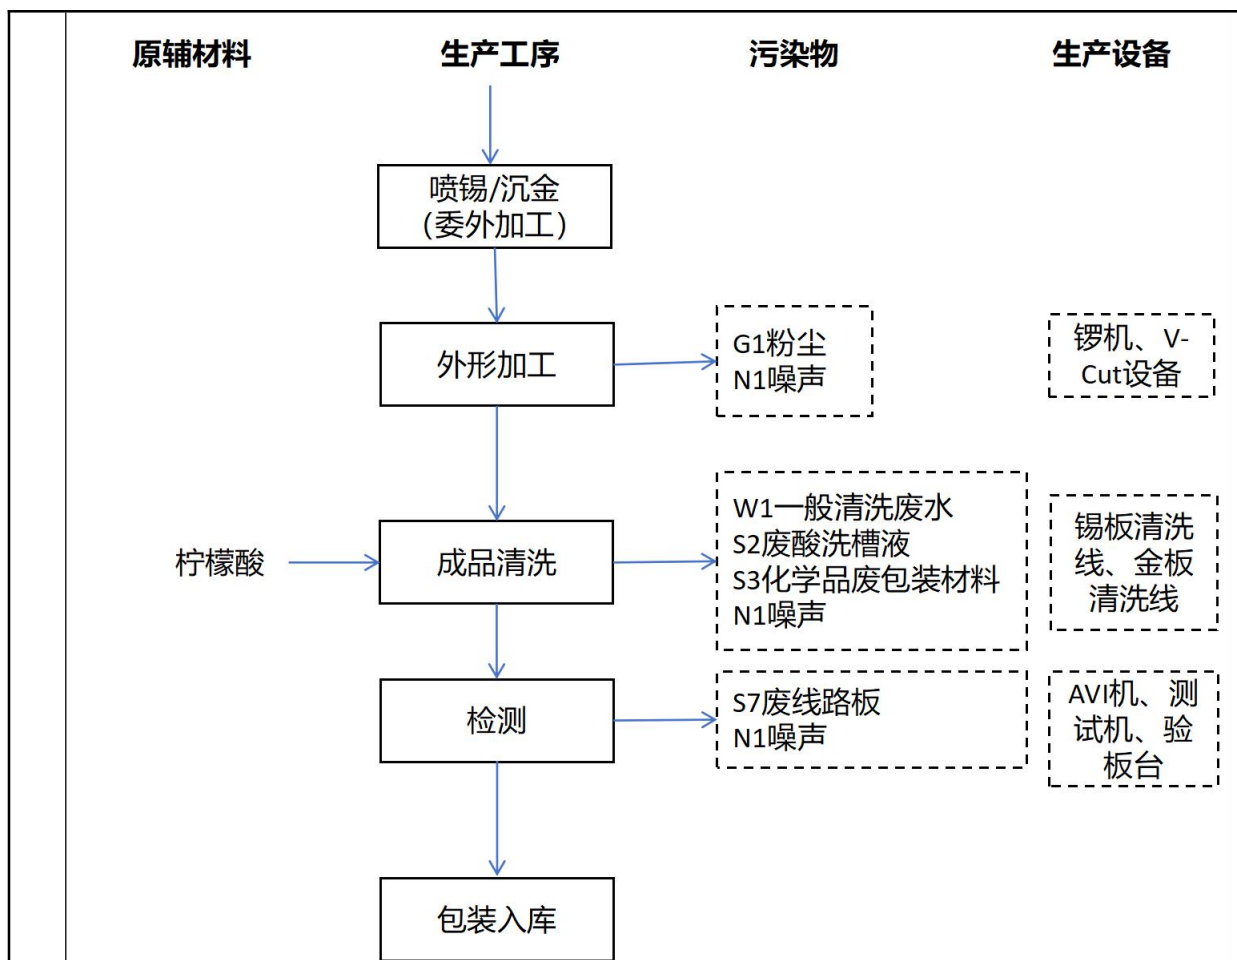 原辅材料
生产工序
污染物
生产设备
喷锡/沉金
（委外加工）
外形加工
G1粉尘
N1噪声
锣机、V-
Cut设备
柠檬酸
成品清洗
W1一般清洗废水
S2废酸洗槽液
S3化学品废包装材料
N1噪声
锡板清洗
线、金板
清洗线
检测
S7废线路板
N1噪声
AVI机、测
试机、验
板台
包装入库